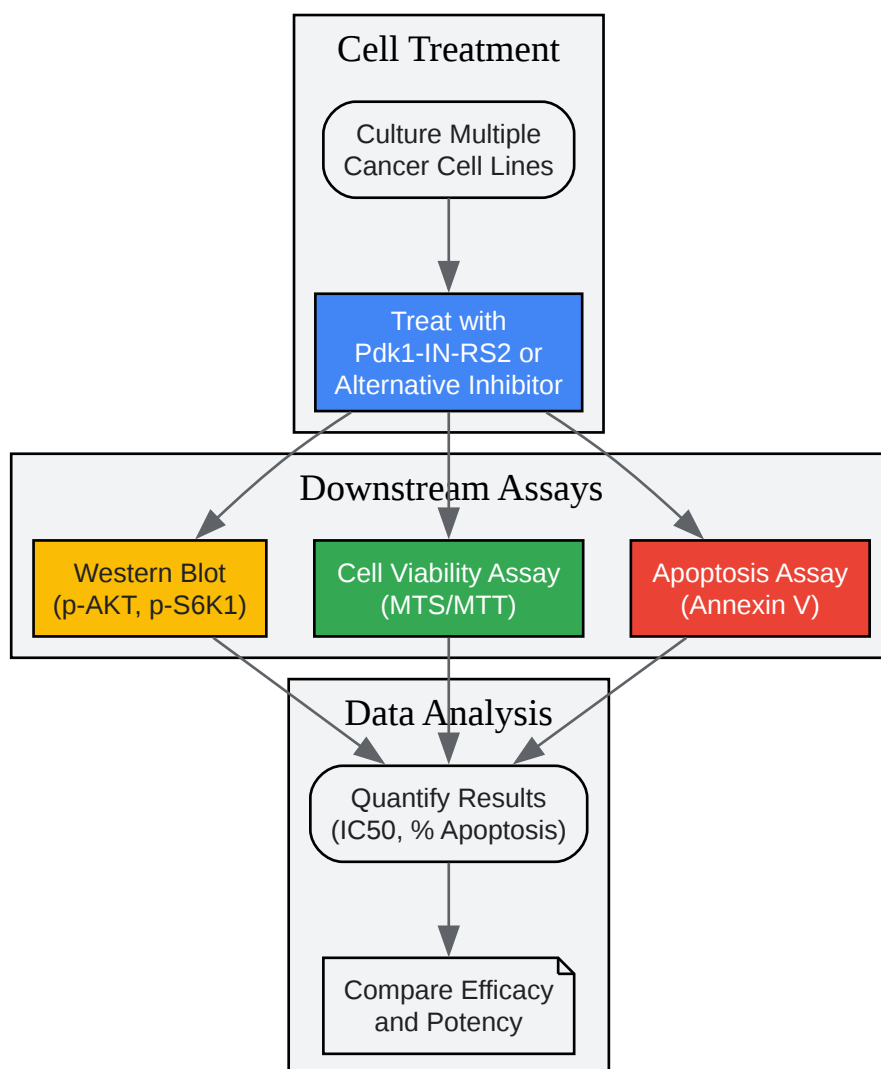 Cell Treatment
Culture Multiple
Cancer Cell Lines
Treat with
Pdk1-IN-RS2 or
Alternative Inhibitor
Downstream Assays
Western Blot
(p-AKT, p-S6K1)
Cell Viability Assay
(MTS/MTT)
Apoptosis Assay
(Annexin V)
Data Analysis
Quantify Results
(IC50, % Apoptosis)
Compare Efficacy
and Potency